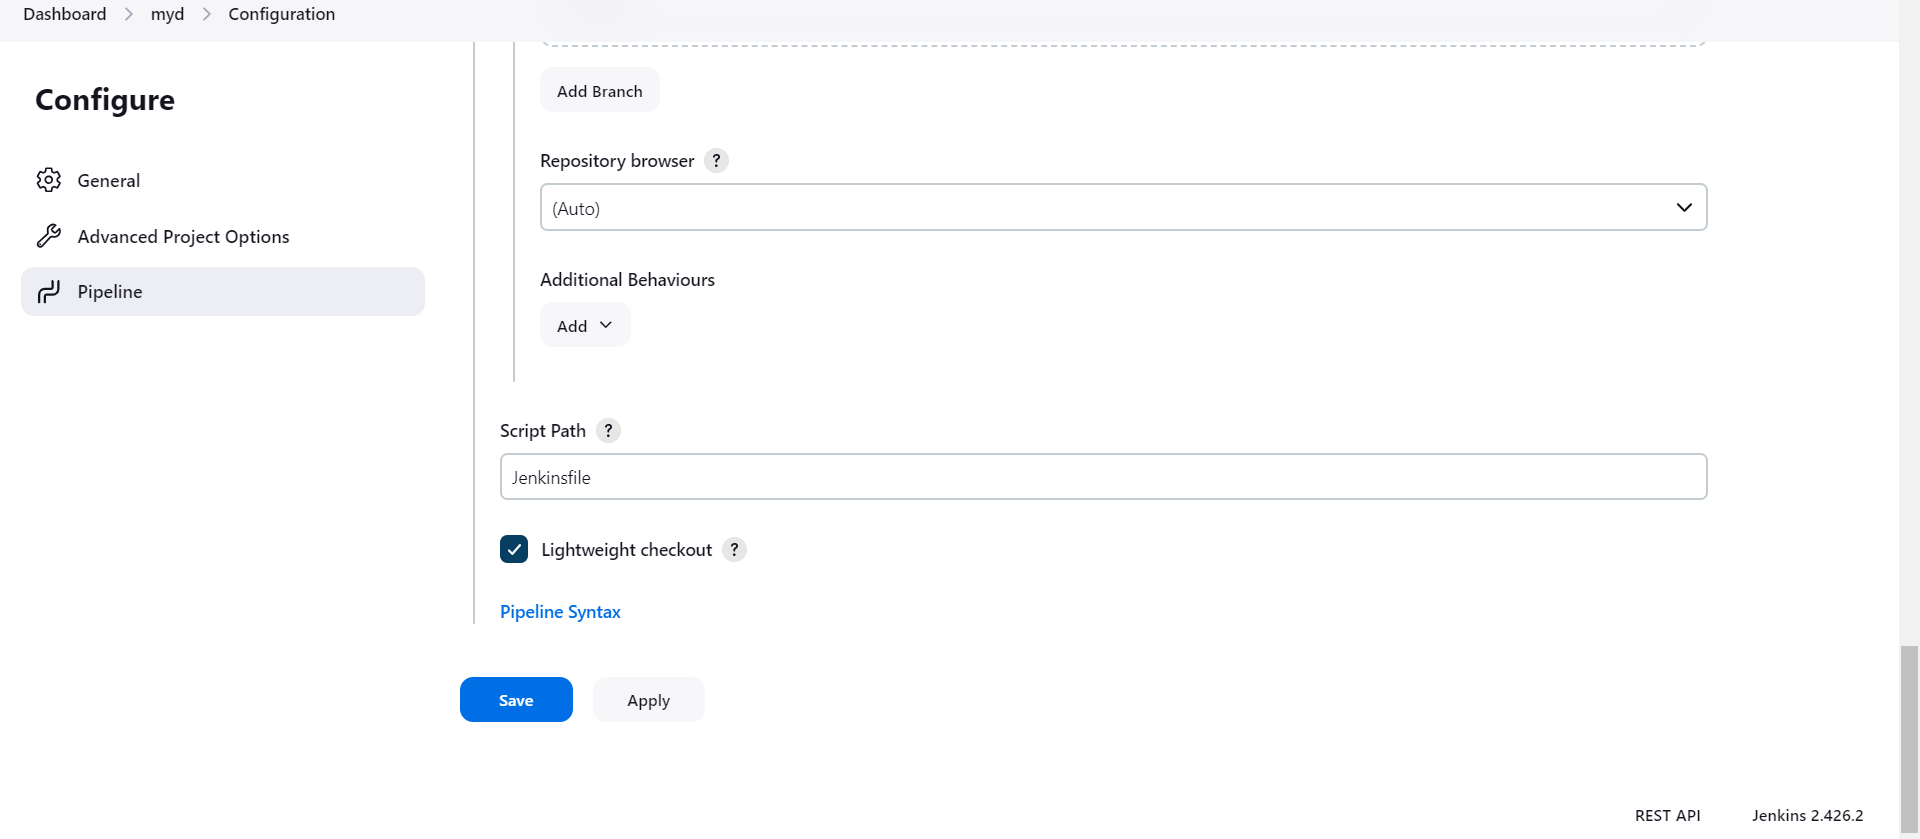 Dashboard > myd > Configuration
Configure
General
Advanced Project Options
Pipeline
Add Branch
Repository browser ?
(Auto)
Additional Behaviours
Add
Script Path ?
Jenkinsfile
Lightweight checkout ?
Pipeline Syntax
Save Apply
REST API Jenkins 2.426.2